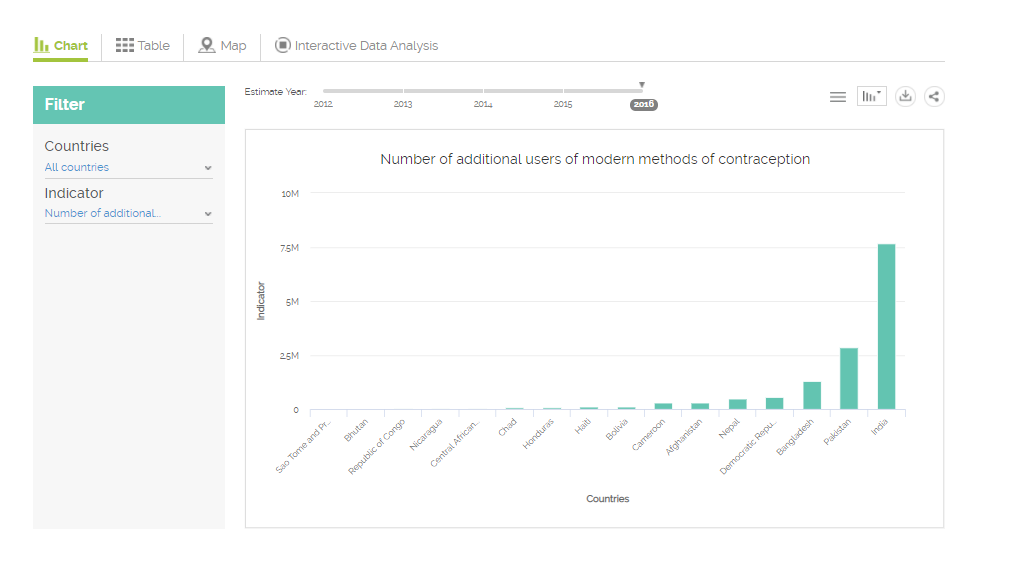 Chart Table Map Interactive Data Analysis
Filter
Estimate Year:
2012 2013 2014 2015 2016
Countries
All countries
Indicator
Number of additional...
Number of additional users of modern methods of contraception
10M
7.5M
5M
2.5M
0
Indicator
Sao Tome and Pr...
Bhutan
Republic of Congo
Nicaragua
Central African...
Chad
Honduras
Haiti
Bolivia
Cameroon
Afghanistan
Nepal
Democratic Repu...
Bangladesh
Pakistan
India
Countries